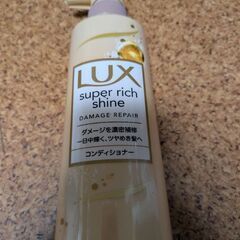 LUX
super rich
shine
DAMAGE REPAIR
ダメージを濃密補修
一日中輝く、ツヤめき髪へ
コンディショナー